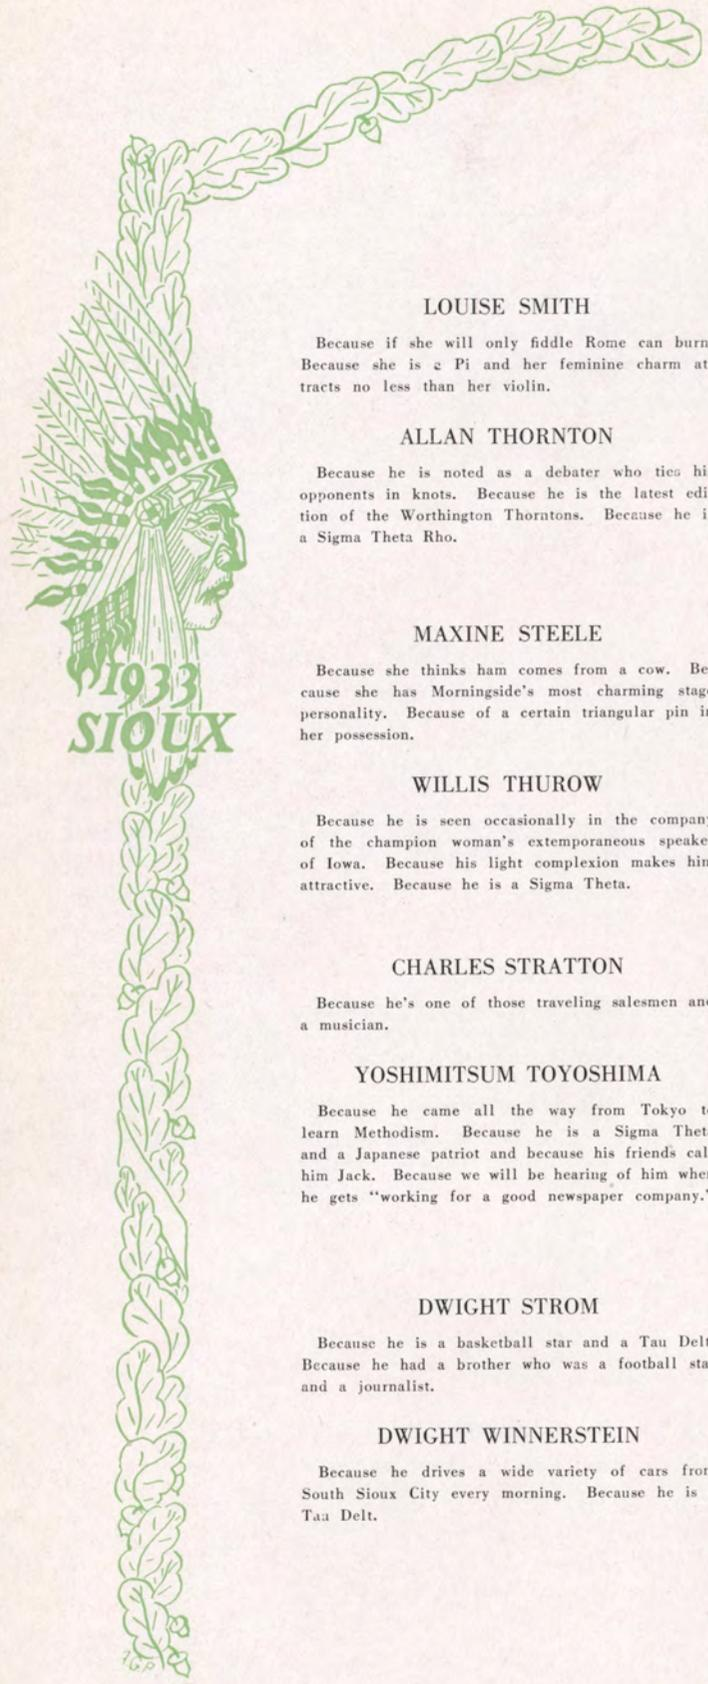 1933
SIOUX
LOUISE SMITH
Because if she will only fiddle Rome can burn
Because she is a Pi and her feminine charm at
tracts no less than her violin.
ALLAN THORNTON
Because he is noted as a debater who ties hi
opponents in knots. Because he is the latest edi
tion of the Worthington Thorntons. Because he i
a Sigma Theta Rho.
MAXINE STEELE
Because she thinks ham comes from a cow. Be
cause she has Morningside's most charming stage
personality. Because of a certain triangular pin in
her possession.
WILLIS THUROW
Because he is seen occasionally in the company
of the champion woman's extemporaneous speake
of Iowa. Because his light complexion makes him
attractive. Because he is a Sigma Theta.
CHARLES STRATTON
Because he's one of those traveling salesmen and
a musician.
YOSHIMITSUM TOYOSHIMA
Because he came all the way from Tokyo to
learn Methodism. Because he is a Sigma Thet
and a Japanese patriot and because his friends cal
him Jack. Because we will be hearing of him when
he gets “working for a good newspaper company.”
DWIGHT STROM
Because he is a basketball star and a Tau Delt
Because he had a brother who was a football sta
and a journalist.
DWIGHT WINNERSTEIN
Because he drives a wide variety of cars from
South Sioux City every morning. Because he is
Tau Delt.